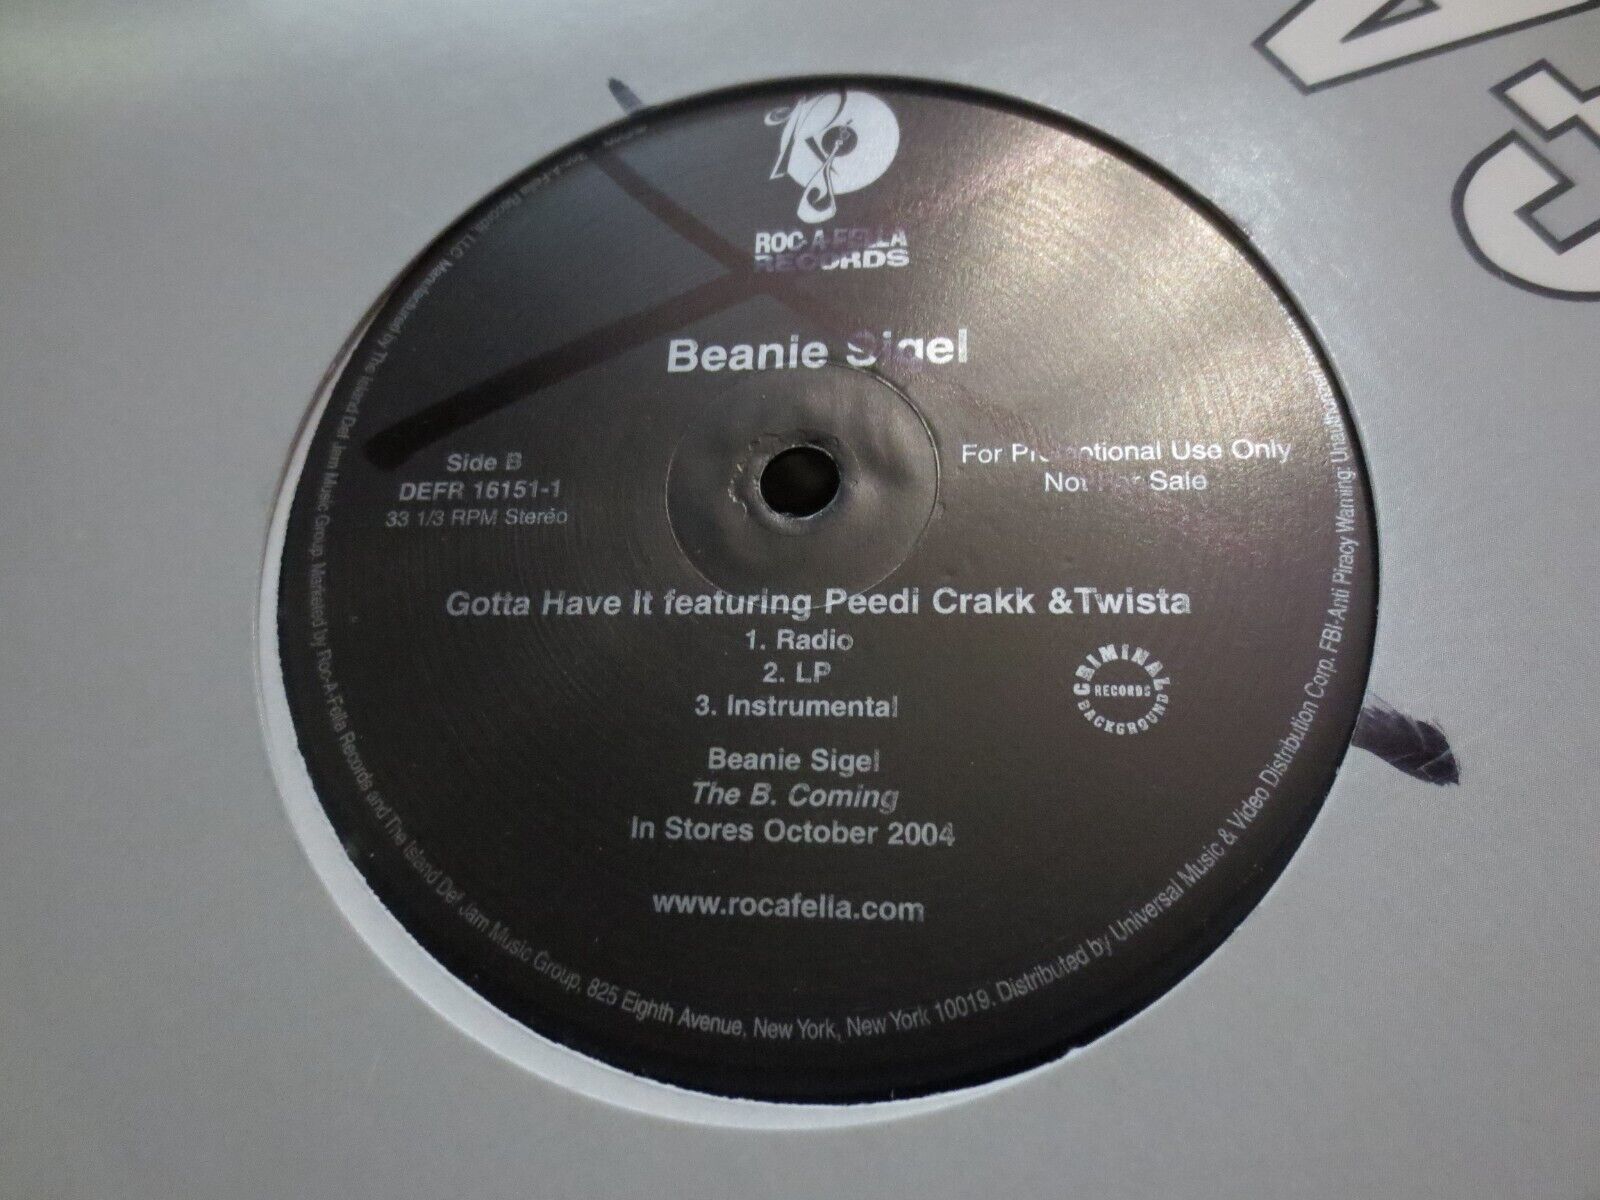 ROC-A-FELLA
RECORDS
Beanie Sigel
Side B
DEFR 16151-1
33 1/3 RPM Stereo
For Promotional Use Only
Not For Sale
Gotta Have It featuring Peedi Crakk &Twista
1. Radio
2. LP
3. Instrumental
CRIMINAL
RECORDS
BACKGROUND
Beanie Sigel
The B. Coming
In Stores October 2004
www.rocafella.com
Roc-A-Fella Records, LLC. Manufactured by The Island Def Jam Music Group. Marketed by Roc-A-Fella Records and The Island Def Jam Music Group, 825 Eighth Avenue, New York, New York 10019. Distributed by Universal Music & Video Distribution Corp. FBI-Anti Piracy Warning: